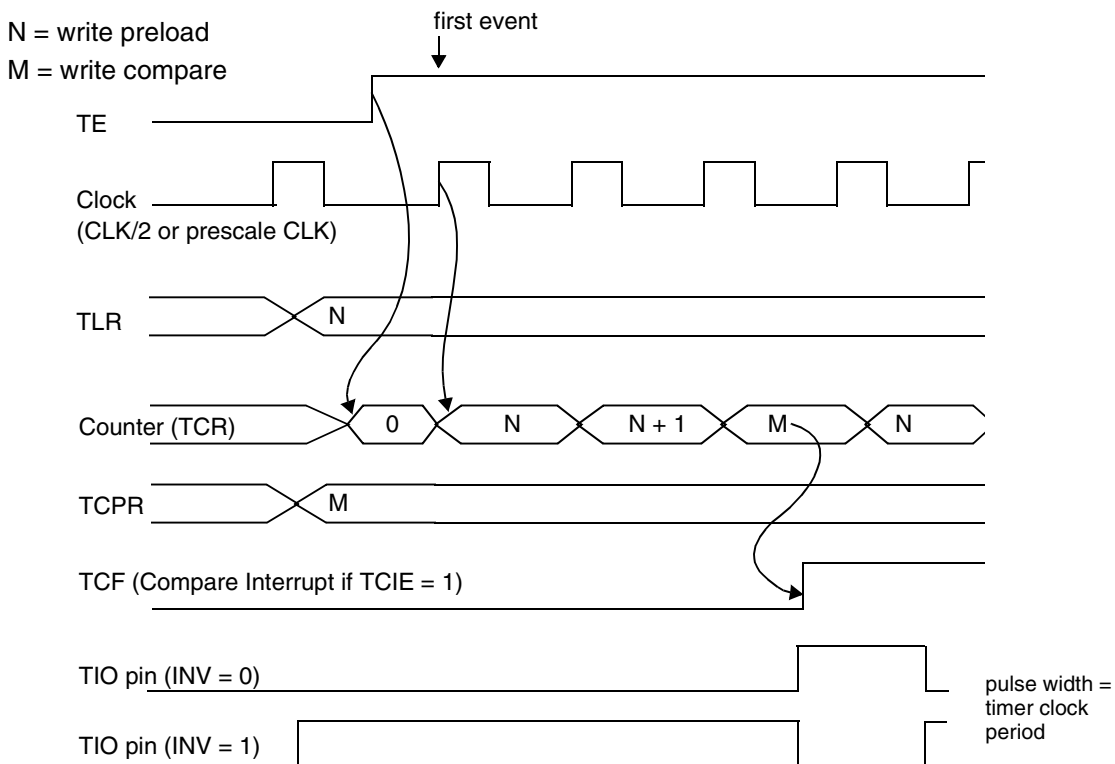 N = write preload
first event
M = write compare
TE
Clock
(CLK/2 or prescale CLK)
TLR
N
Counter (TCR)
0
N
N + 1
M
N
TCPR
M
TCF (Compare Interrupt if TCIE = 1)
TIO pin (INV = 0)
pulse width =
timer clock
period
TIO pin (INV = 1)